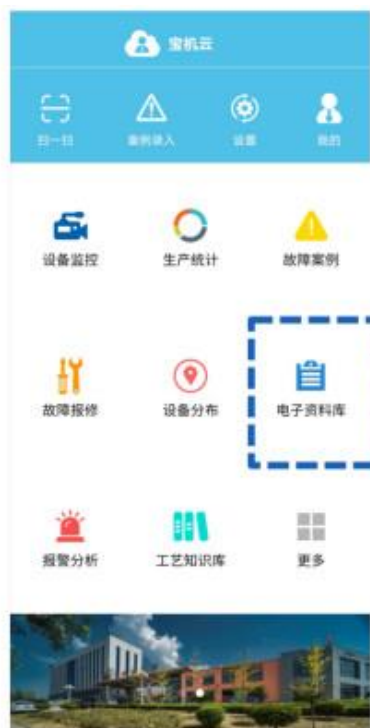 宝机云
扫一扫 案例录入 设置 我的
设备监控 生产统计 故障案例
故障报修 设备分布 电子资料库
报警分析 工艺知识库 更多